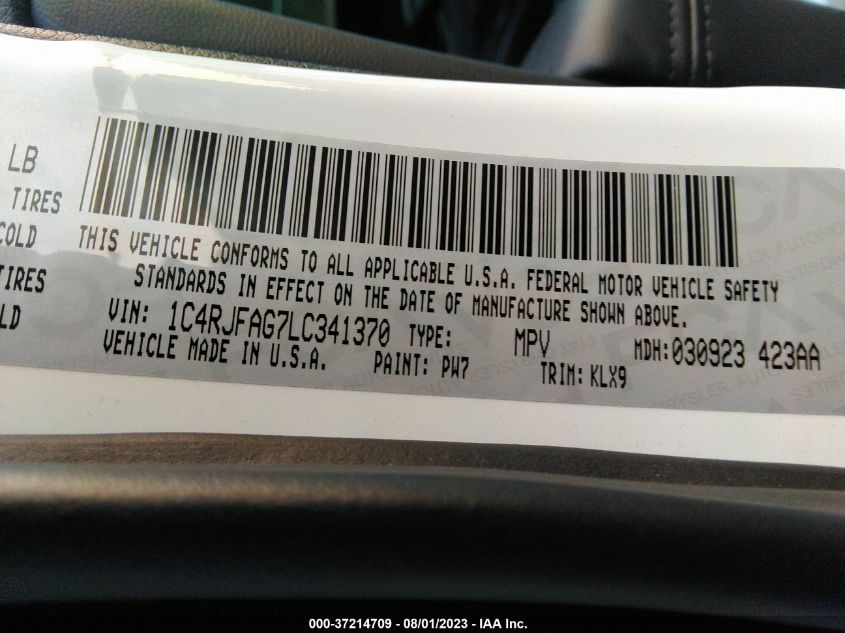 LB
TIRES
COLD
TIRES
LD
THIS VEHICLE CONFORMS TO ALL APPLICABLE U.S.A. FEDERAL MOTOR VEHICLE SAFETY
STANDARDS IN EFFECT ON THE DATE OF MANUFACTURE SHOWN ABOVE.
VIN: 1C4RJFAG7LC341370 TYPE: MPV MDH:030923 423AA
VEHICLE MADE IN U.S.A. PAINT: PW7 TRIM: KLX9
000-37214709 - 08/01/2023 - IAA Inc.